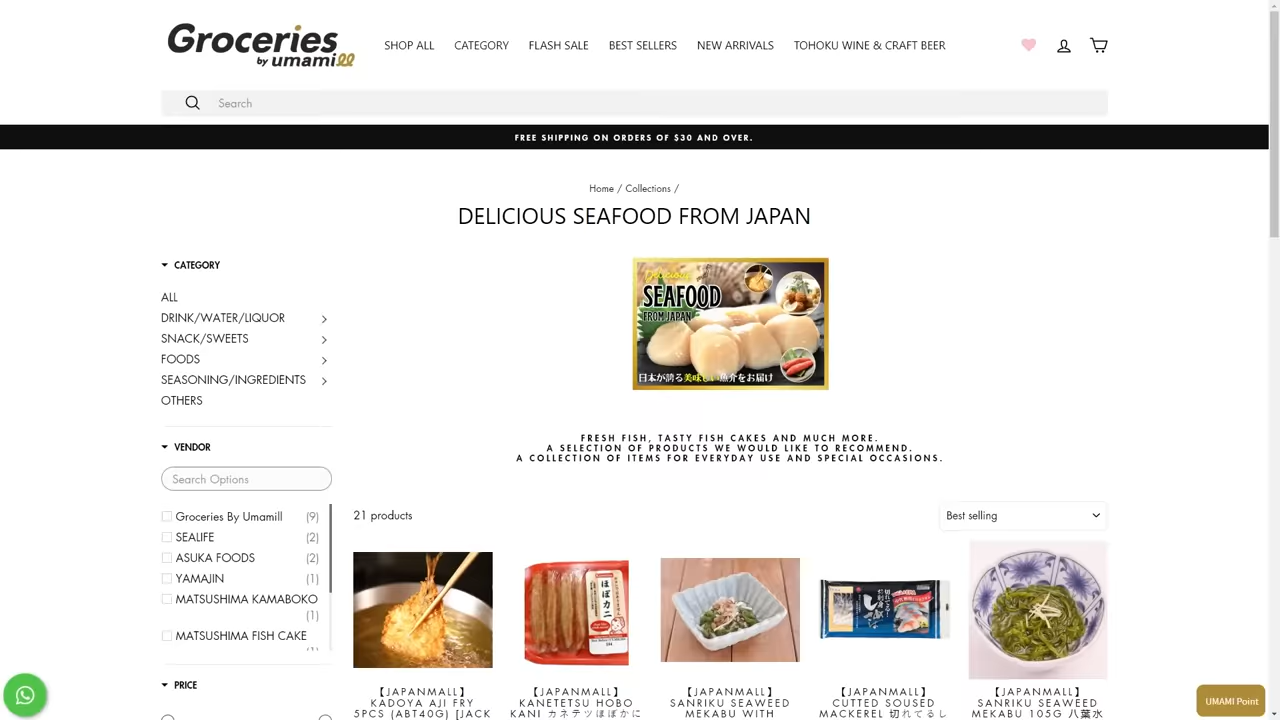 Groceries
by umamill
SHOP ALL
CATEGORY
FLASH SALE
BEST SELLERS
NEW ARRIVALS
TOHOKU WINE & CRAFT BEER
Search
FREE SHIPPING ON ORDERS OF $30 AND OVER.
Home / Collections /
DELICIOUS SEAFOOD FROM JAPAN
CATEGORY
ALL
DRINK/WATER/LIQUOR
SNACK/SWEETS
FOODS
SEASONING/INGREDIENTS
OTHERS
Delicious
SEAFOOD
FROM JAPAN
日本が誇る美味しい魚介をお届け
FRESH FISH, TASTY FISH CAKES AND MUCH MORE.
A SELECTION OF PRODUCTS WE WOULD LIKE TO RECOMMEND.
A COLLECTION OF ITEMS FOR EVERYDAY USE AND SPECIAL OCCASIONS.
VENDOR
Search Options
Groceries By Umamill (9)
SEALIFE (2)
ASUKA FOODS (2)
YAMAJIN (1)
MATSUSHIMA KAMABOKO
(1)
MATSUSHIMA FISH CAKE
PRICE
21 products
Best selling
ほぼカニ
【JAPANMALL】
KADOYA AJI FRY
5PCS (ABT40G) [JACK
【JAPANMALL】
KANETETSU HOBO
KANI カネテツほぼかに
【JAPANMALL】
SANRIKU SEAWEED
MEKABU WITH
【JAPANMALL】
CUTTED SOUSED
MACKEREL 切れてるし
【JAPANMALL】
SANRIKU SEAWEED
MEKABU 105G 八葉水
UMAMI Point